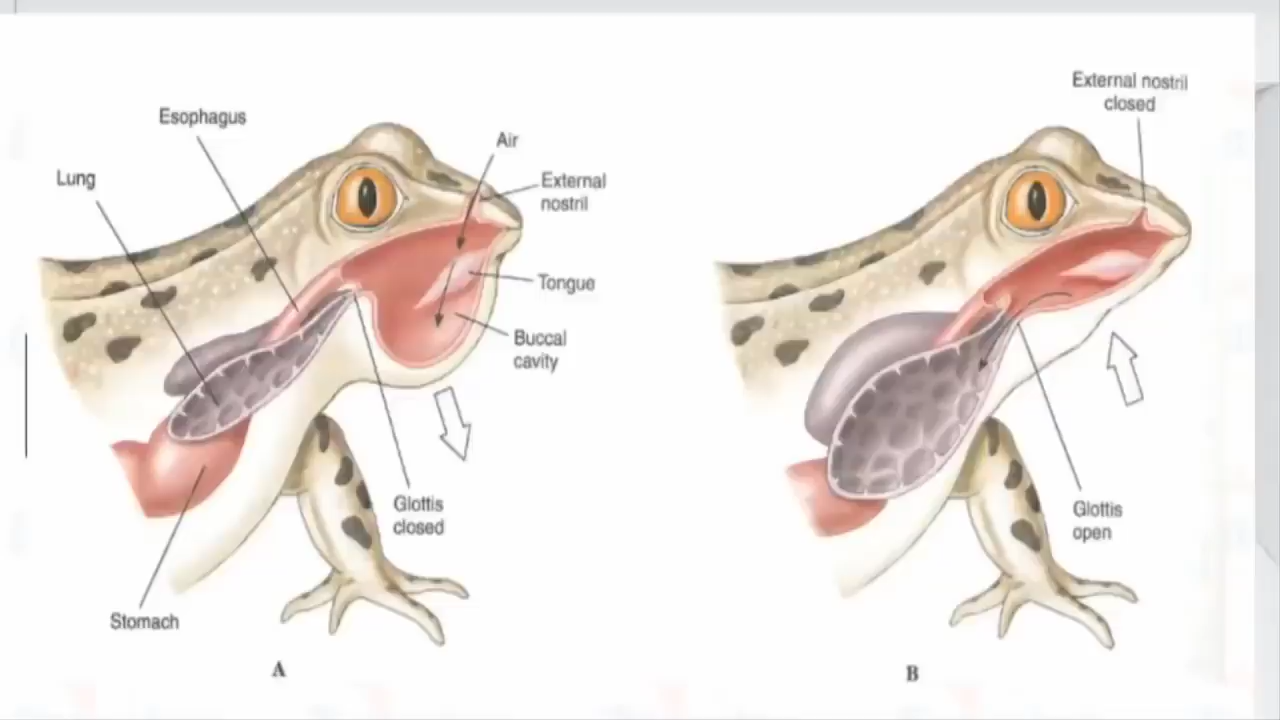 Esophagus
Lung
Air
External
nostril
Tongue
Buccal
cavity
Glottis
closed
Stomach
A
External nostril
closed
Glottis
open
B